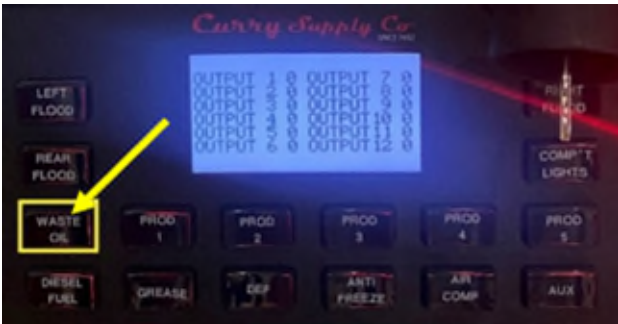 Curry Supply Co
SINCE 1932
OUTPUT 1 0 OUTPUT 7 0
OUTPUT 2 0 OUTPUT 8 0
OUTPUT 3 0 OUTPUT 9 0
OUTPUT 4 0 OUTPUT10 0
OUTPUT 5 0 OUTPUT11 0
OUTPUT 6 0 OUTPUT12 0
LEFT
FLOOD
REAR
FLOOD
LIGHTS
WASTE
OIL
PROD
1
PROD
2
PROD
3
PROD
4
PROD
5
DIESEL
FUEL
GREASE
DEF
ANTI
FREEZE
AIR
COMP
AUX